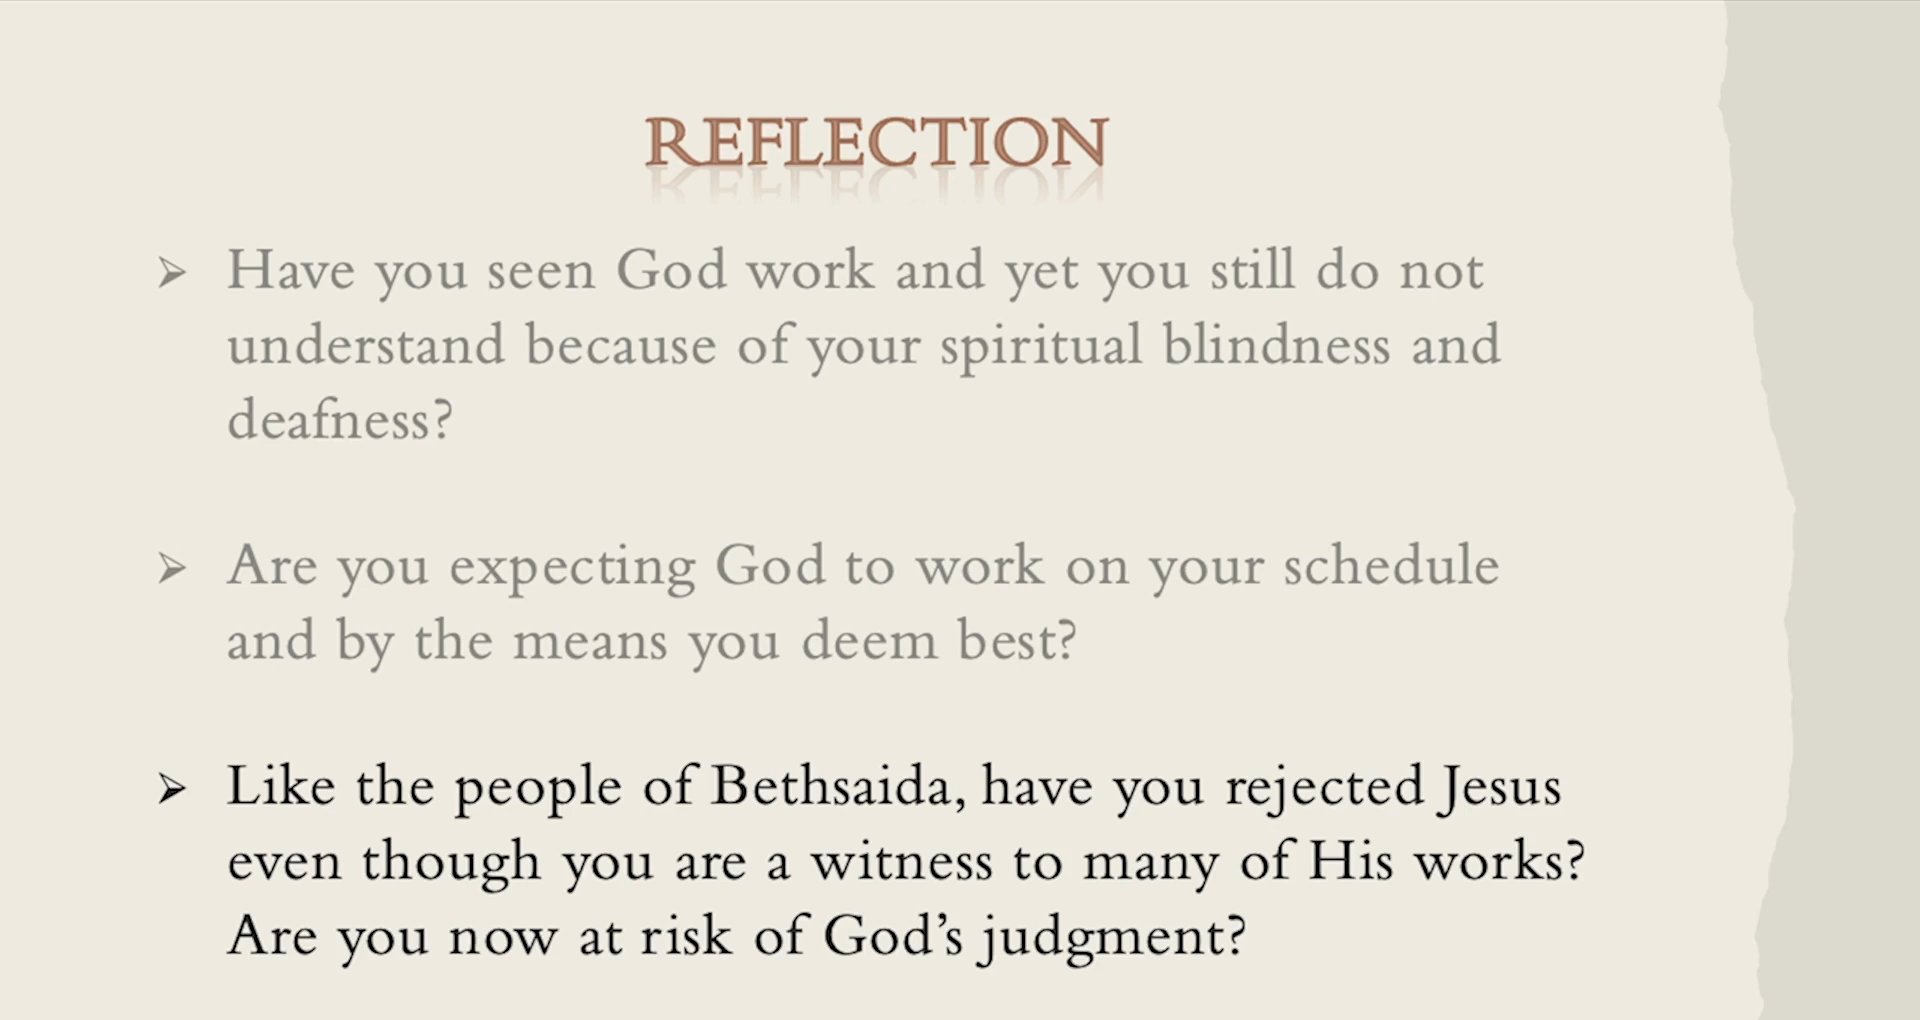 REFLECTION
➢ Have you seen God work and yet you still do not
understand because of your spiritual blindness and
deafness?
➢ Are you expecting God to work on your schedule
and by the means you deem best?
➢ Like the people of Bethsaida, have you rejected Jesus
even though you are a witness to many of His works?
Are you now at risk of God’s judgment?